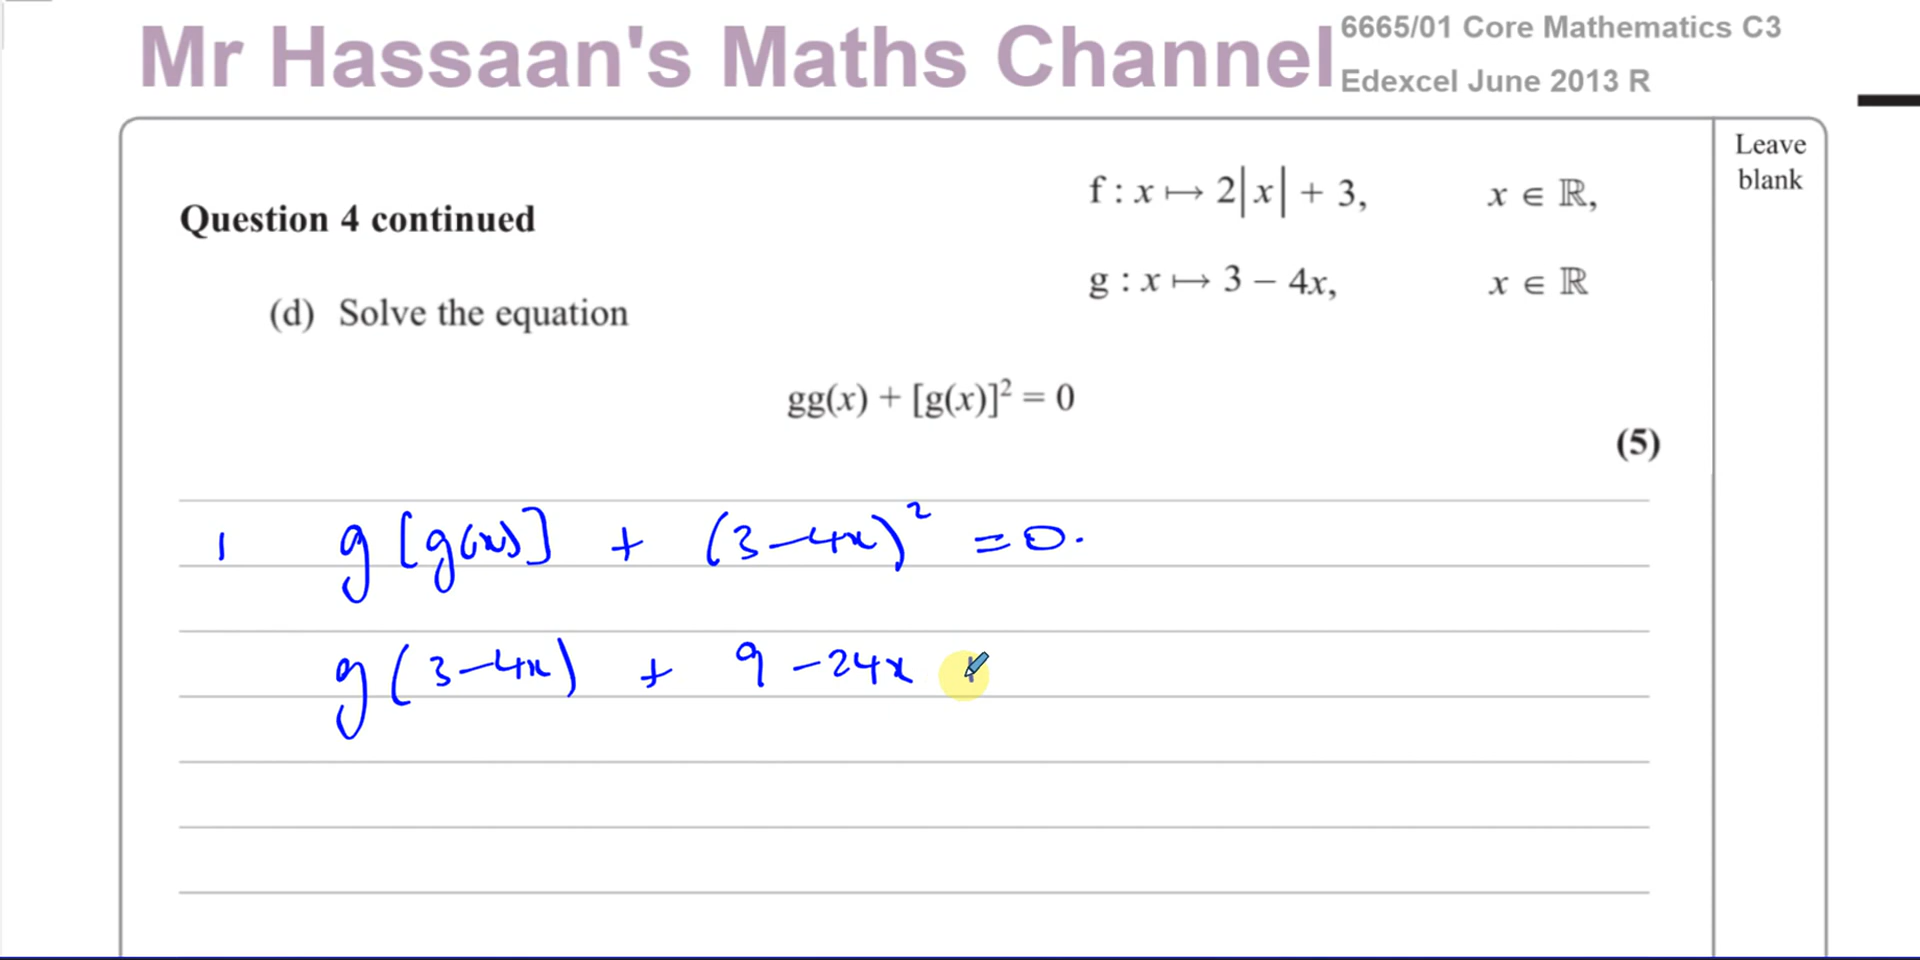 Mr Hassaan's Maths Channel
6665/01 Core Mathematics C3
Edexcel June 2013 R
Leave
blank
f : x ↦ 2|x| + 3, x ∈ ℝ,
Question 4 continued
g : x ↦ 3 − 4x, x ∈ ℝ
(d) Solve the equation
gg(x) + [g(x)]² = 0
(5)
1 g[g(x)] + (3−4x)² = 0.
g(3−4x) + 9 −24x +